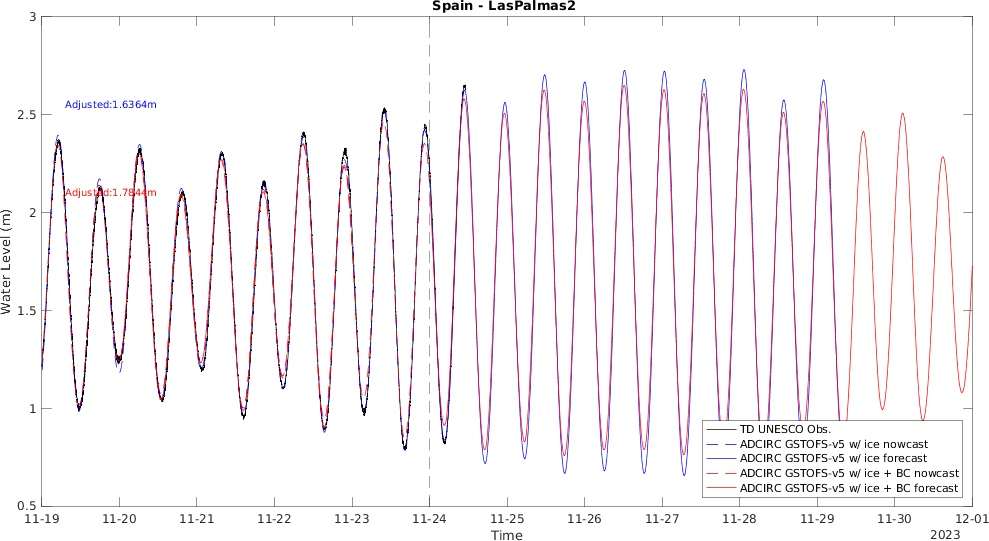 Spain - LasPalmas2
3
2.5
2
1.5
1
0.5
Water Level (m)
Adjusted:1.6364m
Adjusted:1.7844m
TD UNESCO Obs.
ADCIRC GSTOFS-v5 w/ ice nowcast
ADCIRC GSTOFS-v5 w/ ice forecast
ADCIRC GSTOFS-v5 w/ ice + BC nowcast
ADCIRC GSTOFS-v5 w/ ice + BC forecast
11-19 11-20 11-21 11-22 11-23 11-24 11-25 11-26 11-27 11-28 11-29 11-30 12-01
Time
2023